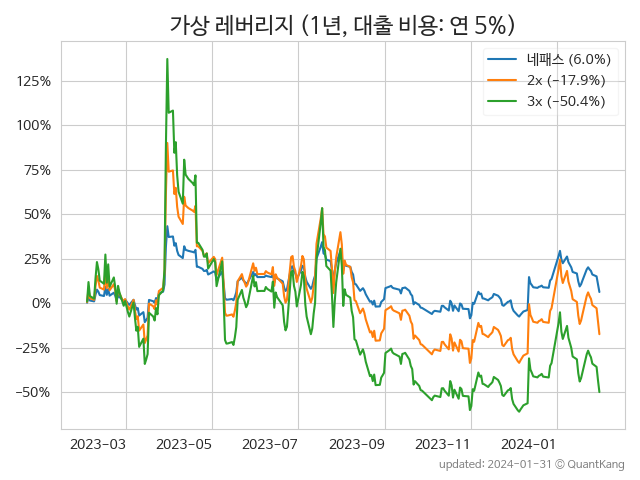 가상 레버리지 (1년, 대출 비용: 연 5%)
네패스 (6.0%)
2x (−17.9%)
3x (−50.4%)
125%
100%
75%
50%
25%
0%
−25%
−50%
2023-03 2023-05 2023-07 2023-09 2023-11 2024-01
updated: 2024-01-31 © QuantKang